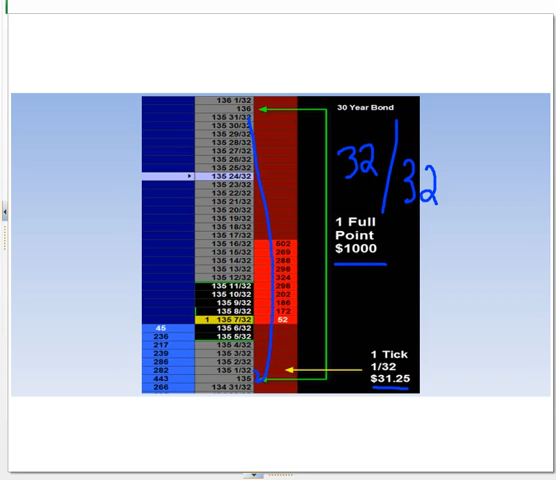 136 1/32
136
135 31/32
135 30/32
135 29/32
135 28/32
135 27/32
135 26/32
135 25/32
135 24/32
135 23/32
135 22/32
135 21/32
135 20/32
135 19/32
135 18/32
135 17/32
135 16/32 502
135 15/32 269
135 14/32 288
135 13/32 298
135 12/32 324
135 11/32 298
135 10/32 202
135 9/32 186
135 8/32 172
1 135 7/32 52
45 135 6/32
236 135 5/32
217 135 4/32
239 135 3/32
286 135 2/32
282 135 1/32
443 135
266 134 31/32
30 Year Bond
32/32
1 Full
Point
$1000
1 Tick
1/32
$31.25